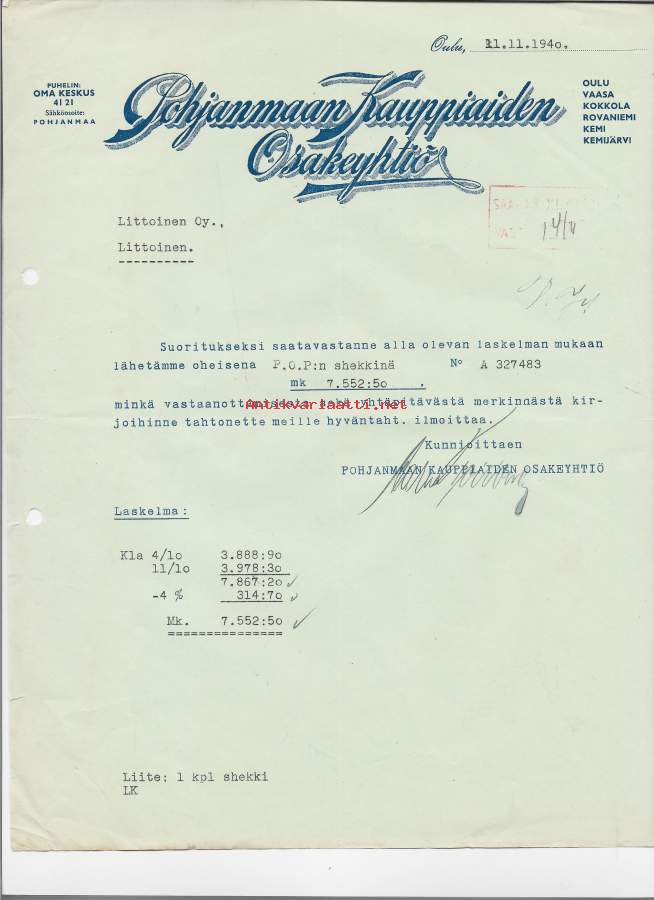 Oulu, 11.11.1940.
PUHELIN:
OMA KESKUS
41 21
Sähköosoite:
POHJANMAA
Pohjanmaan Kauppiaiden
Osakeyhtiö
OULU
VAASA
KOKKOLA
ROVANIEMI
KEMI
KEMIJÄRVI
Littoinen Oy.,
Littoinen.
----------
Suoritukseksi saatavastanne alla olevan laskelman mukaan
lähetämme oheisena P.O.P:n shekkinä No A 327483
mk 7.552:50 .
minkä vastaanottamisesta sekä yhtäpitävästä merkinnästä kir-
joihinne tahtonette meille hyväntaht. ilmoittaa.
Antikvariaatti.net
Kunnioittaen
POHJANMAAN KAUPPIAIDEN OSAKEYHTIÖ
Laskelma:
Kla 4/10 3.888:90
11/10 3.978:30
7.867:20
-4 % 314:70
Mk. 7.552:50
===============
Liite: 1 kpl shekki
LK